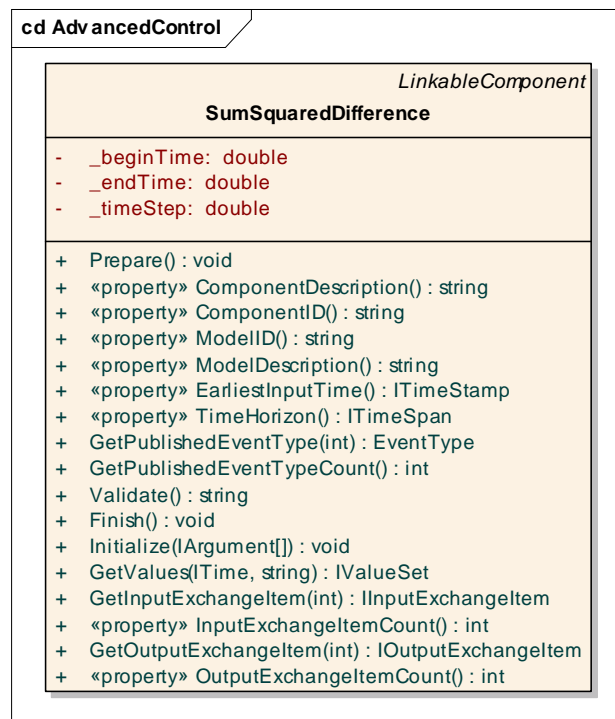 cd AdvancedControl
LinkableComponent
SumSquaredDifference
- _beginTime: double
- _endTime: double
- _timeStep: double
+ Prepare() : void
+ «property» ComponentDescription() : string
+ «property» ComponentID() : string
+ «property» ModelID() : string
+ «property» ModelDescription() : string
+ «property» EarliestInputTime() : ITimeStamp
+ «property» TimeHorizon() : ITimeSpan
+ GetPublishedEventType(int) : EventType
+ GetPublishedEventTypeCount() : int
+ Validate() : string
+ Finish() : void
+ Initialize(IArgument[]) : void
+ GetValues(ITime, string) : IValueSet
+ GetInputExchangeItem(int) : IInputExchangeItem
+ «property» InputExchangeItemCount() : int
+ GetOutputExchangeItem(int) : IOutputExchangeItem
+ «property» OutputExchangeItemCount() : int